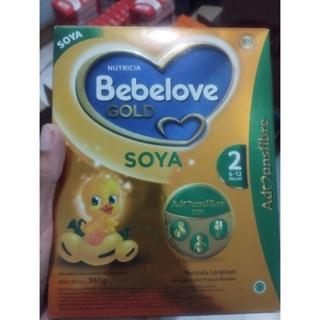 SOYA
NUTRICIA
Bebelove
GOLD
SOYA
2
6-12
BULAN
Advansfibre
Advansfibre
Formula Lanjutan
360g